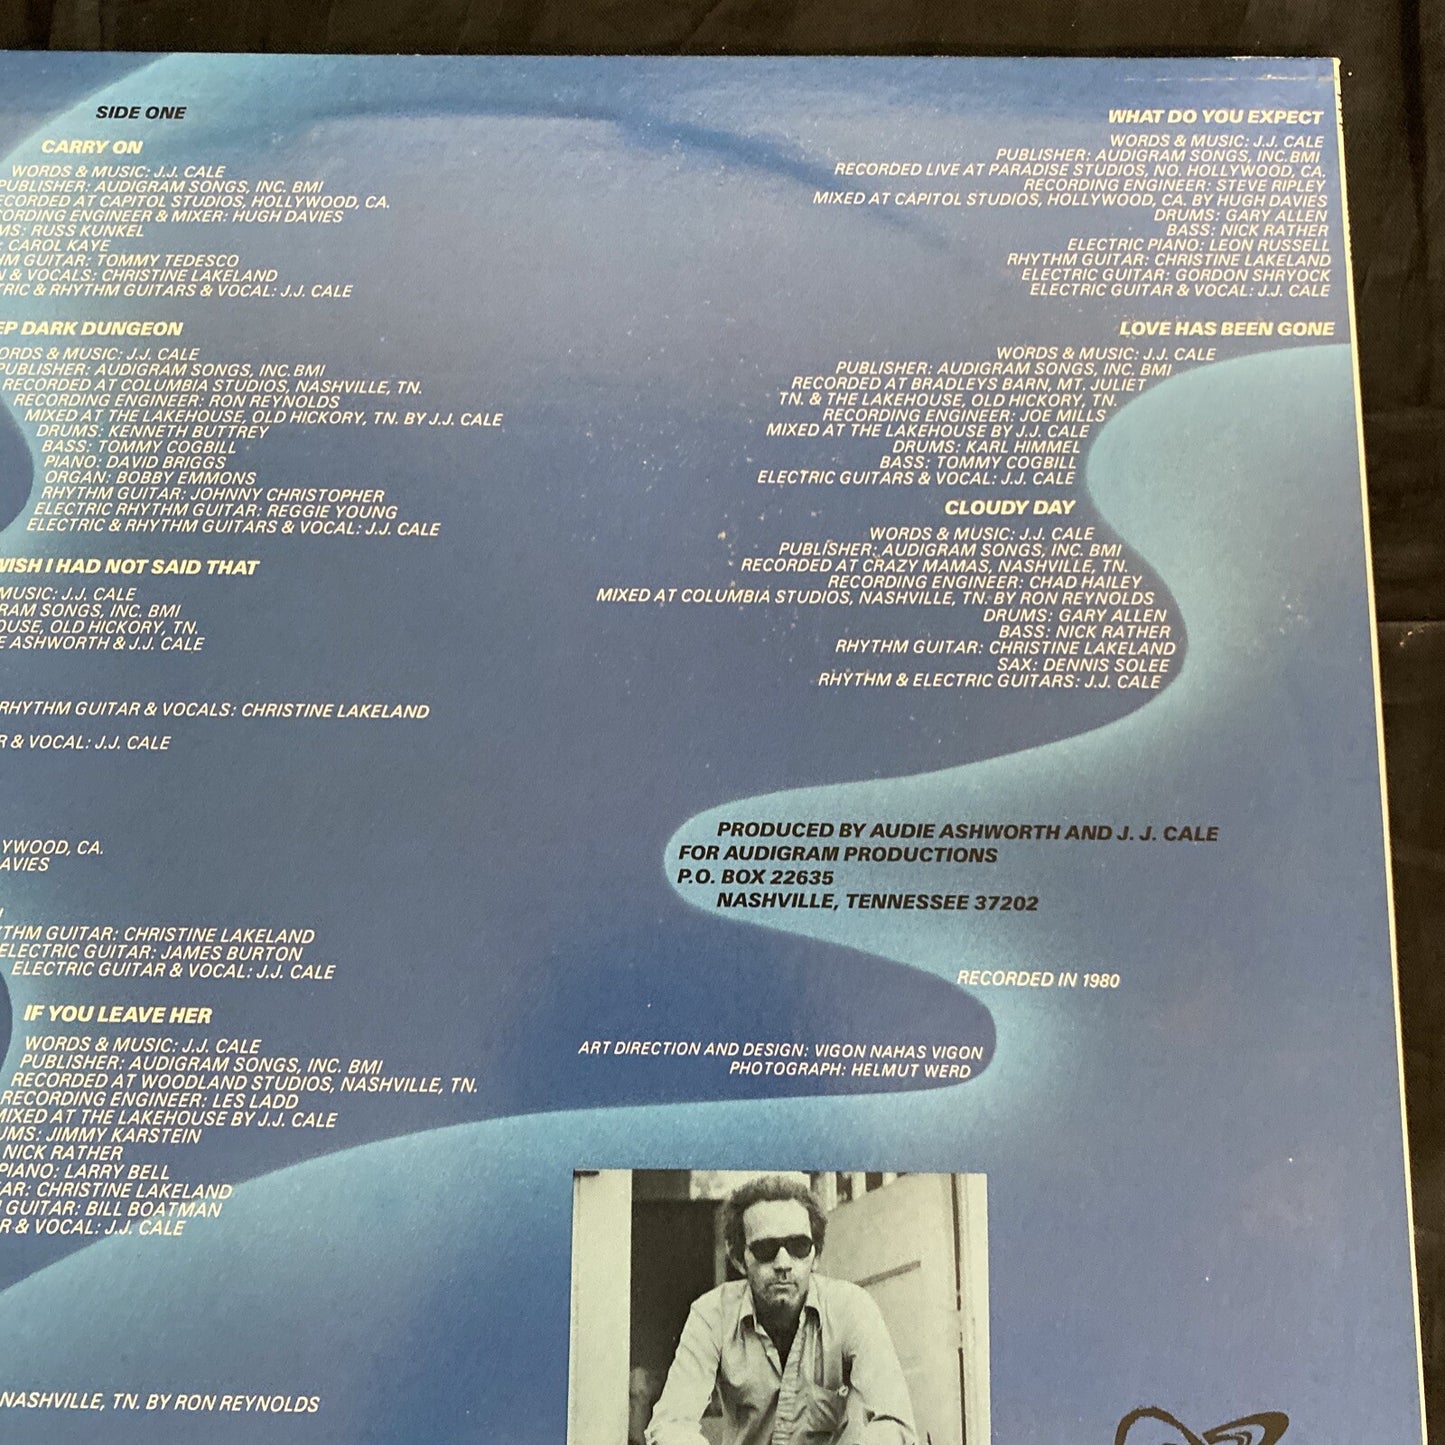 SIDE ONE
CARRY ON
WORDS & MUSIC: J.J. CALE
PUBLISHER: AUDIGRAM SONGS, INC. BMI
RECORDED AT CAPITOL STUDIOS, HOLLYWOOD, CA.
ENGINEER & MIXER: HUGH DAVIES
RUSS KUNKEL
CAROL KAYE
GUITAR: TOMMY TEDESCO
& VOCALS: CHRISTINE LAKELAND
& RHYTHM GUITARS & VOCAL: J.J. CALE
DARK DUNGEON
WORDS & MUSIC: J.J. CALE
PUBLISHER: AUDIGRAM SONGS, INC. BMI
RECORDED AT COLUMBIA STUDIOS, NASHVILLE, TN.
RECORDING ENGINEER: RON REYNOLDS
MIXED AT THE LAKEHOUSE, OLD HICKORY, TN. BY J.J. CALE
DRUMS: KENNETH BUTTREY
BASS: TOMMY COGBILL
PIANO: DAVID BRIGGS
ORGAN: BOBBY EMMONS
RHYTHM GUITAR: JOHNNY CHRISTOPHER
ELECTRIC RHYTHM GUITAR: REGGIE YOUNG
ELECTRIC & RHYTHM GUITARS & VOCAL: J.J. CALE
WISH I HAD NOT SAID THAT
MUSIC: J.J. CALE
SONGS, INC. BMI
OLD HICKORY, TN.
ASHWORTH & J.J. CALE
RHYTHM GUITAR & VOCALS: CHRISTINE LAKELAND
& VOCAL: J.J. CALE
CA.
GUITAR: CHRISTINE LAKELAND
ELECTRIC GUITAR: JAMES BURTON
ELECTRIC GUITAR & VOCAL: J.J. CALE
IF YOU LEAVE HER
WORDS & MUSIC: J.J. CALE
PUBLISHER: AUDIGRAM SONGS, INC. BMI
RECORDED AT WOODLAND STUDIOS, NASHVILLE, TN.
RECORDING ENGINEER: LES LADD
MIXED AT THE LAKEHOUSE BY J.J. CALE
JIMMY KARSTEIN
NICK RATHER
PIANO: LARRY BELL
CHRISTINE LAKELAND
GUITAR: BILL BOATMAN
& VOCAL: J.J. CALE
NASHVILLE, TN. BY RON REYNOLDS
WHAT DO YOU EXPECT
WORDS & MUSIC: J.J. CALE
PUBLISHER: AUDIGRAM SONGS, INC. BMI
RECORDED LIVE AT PARADISE STUDIOS, NO. HOLLYWOOD, CA.
RECORDING ENGINEER: STEVE RIPLEY
MIXED AT CAPITOL STUDIOS, HOLLYWOOD, CA. BY HUGH DAVIES
DRUMS: GARY ALLEN
BASS: NICK RATHER
ELECTRIC PIANO: LEON RUSSELL
RHYTHM GUITAR: CHRISTINE LAKELAND
ELECTRIC GUITAR: GORDON SHRYOCK
ELECTRIC GUITAR & VOCAL: J.J. CALE
LOVE HAS BEEN GONE
WORDS & MUSIC: J.J. CALE
PUBLISHER: AUDIGRAM SONGS, INC. BMI
RECORDED AT BRADLEYS BARN, MT. JULIET
TN. & THE LAKEHOUSE, OLD HICKORY, TN.
RECORDING ENGINEER: JOE MILLS
MIXED AT THE LAKEHOUSE BY J.J. CALE
DRUMS: KARL HIMMEL
BASS: TOMMY COGBILL
ELECTRIC GUITARS & VOCAL: J.J. CALE
CLOUDY DAY
WORDS & MUSIC: J.J. CALE
PUBLISHER: AUDIGRAM SONGS, INC. BMI
RECORDED AT CRAZY MAMAS, NASHVILLE, TN.
RECORDING ENGINEER: CHAD HAILEY
MIXED AT COLUMBIA STUDIOS, NASHVILLE, TN. BY RON REYNOLDS
DRUMS: GARY ALLEN
BASS: NICK RATHER
RHYTHM GUITAR: CHRISTINE LAKELAND
SAX: DENNIS SOLEE
RHYTHM & ELECTRIC GUITARS: J.J. CALE
PRODUCED BY AUDIE ASHWORTH AND J. J. CALE
FOR AUDIGRAM PRODUCTIONS
P.O. BOX 22635
NASHVILLE, TENNESSEE 37202
RECORDED IN 1980
ART DIRECTION AND DESIGN: VIGON NAHAS VIGON
PHOTOGRAPH: HELMUT WERD